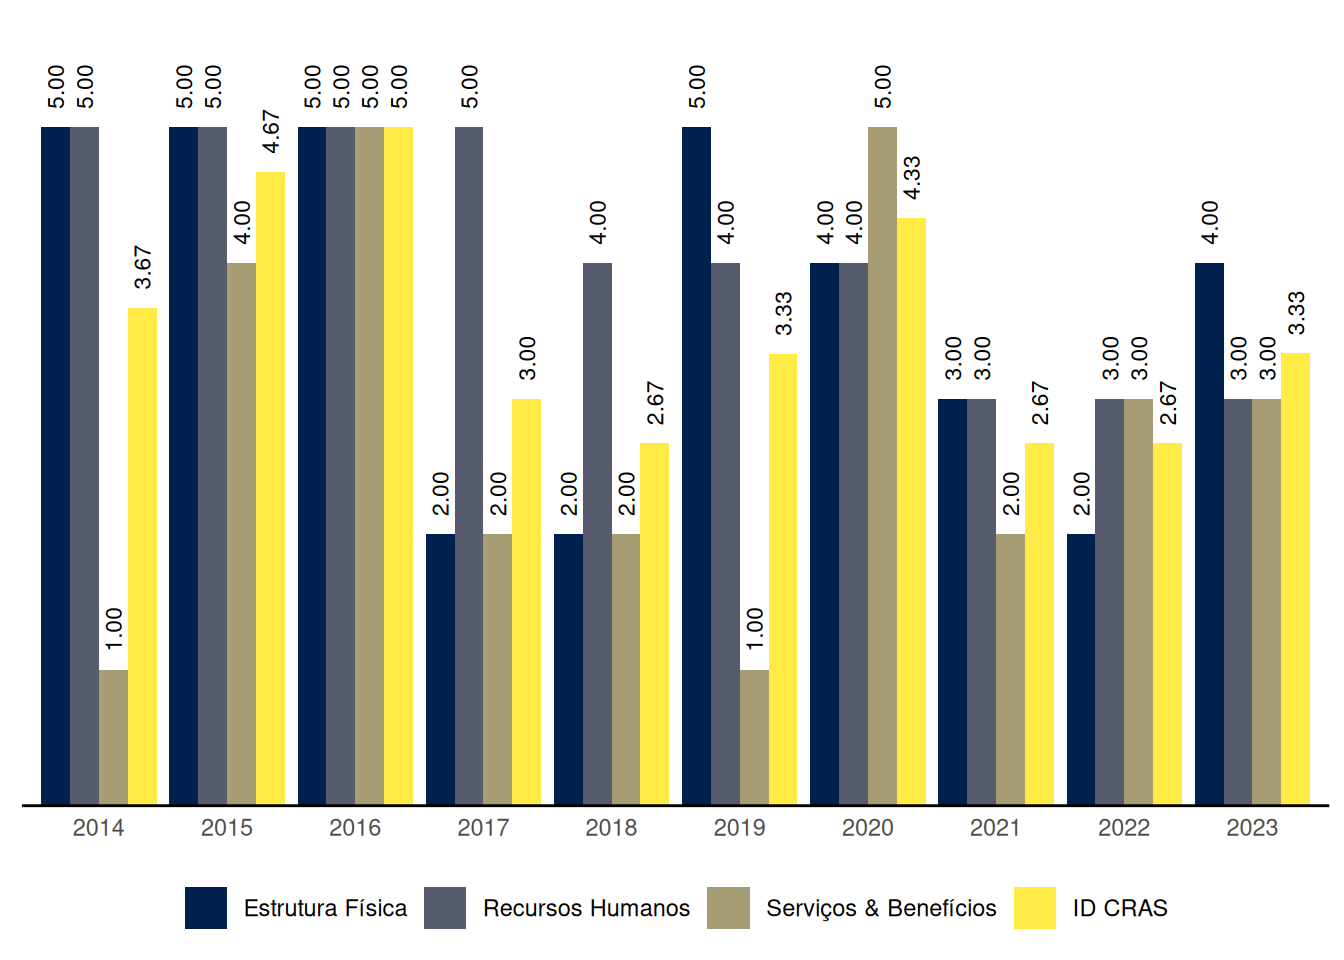 5.00 5.00 1.00 3.67
5.00 5.00 4.00 4.67
5.00 5.00 5.00 5.00
2.00 5.00 2.00 3.00
2.00 4.00 2.00 2.67
5.00 4.00 1.00 3.33
4.00 4.00 5.00 4.33
3.00 3.00 2.00 2.67
2.00 3.00 3.00 2.67
4.00 3.00 3.00 3.33
2014 2015 2016 2017 2018 2019 2020 2021 2022 2023
Estrutura Física Recursos Humanos Serviços & Benefícios ID CRAS